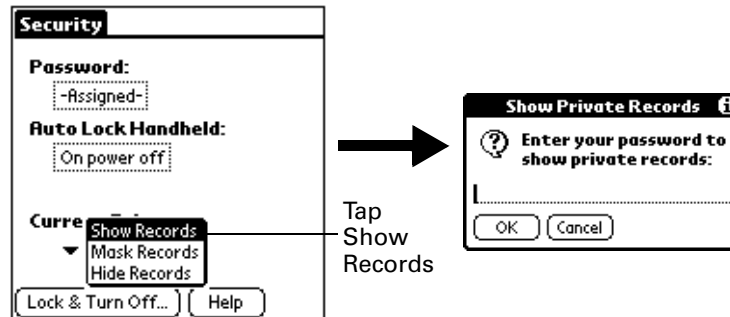 Security
Password:
-Assigned-
Auto Lock Handheld:
On power off
Show Records
Mask Records
Hide Records
Lock & Turn Off...
Help
Tap
Show
Records
Show Private Records
Enter your password to
show private records:
OK
Cancel